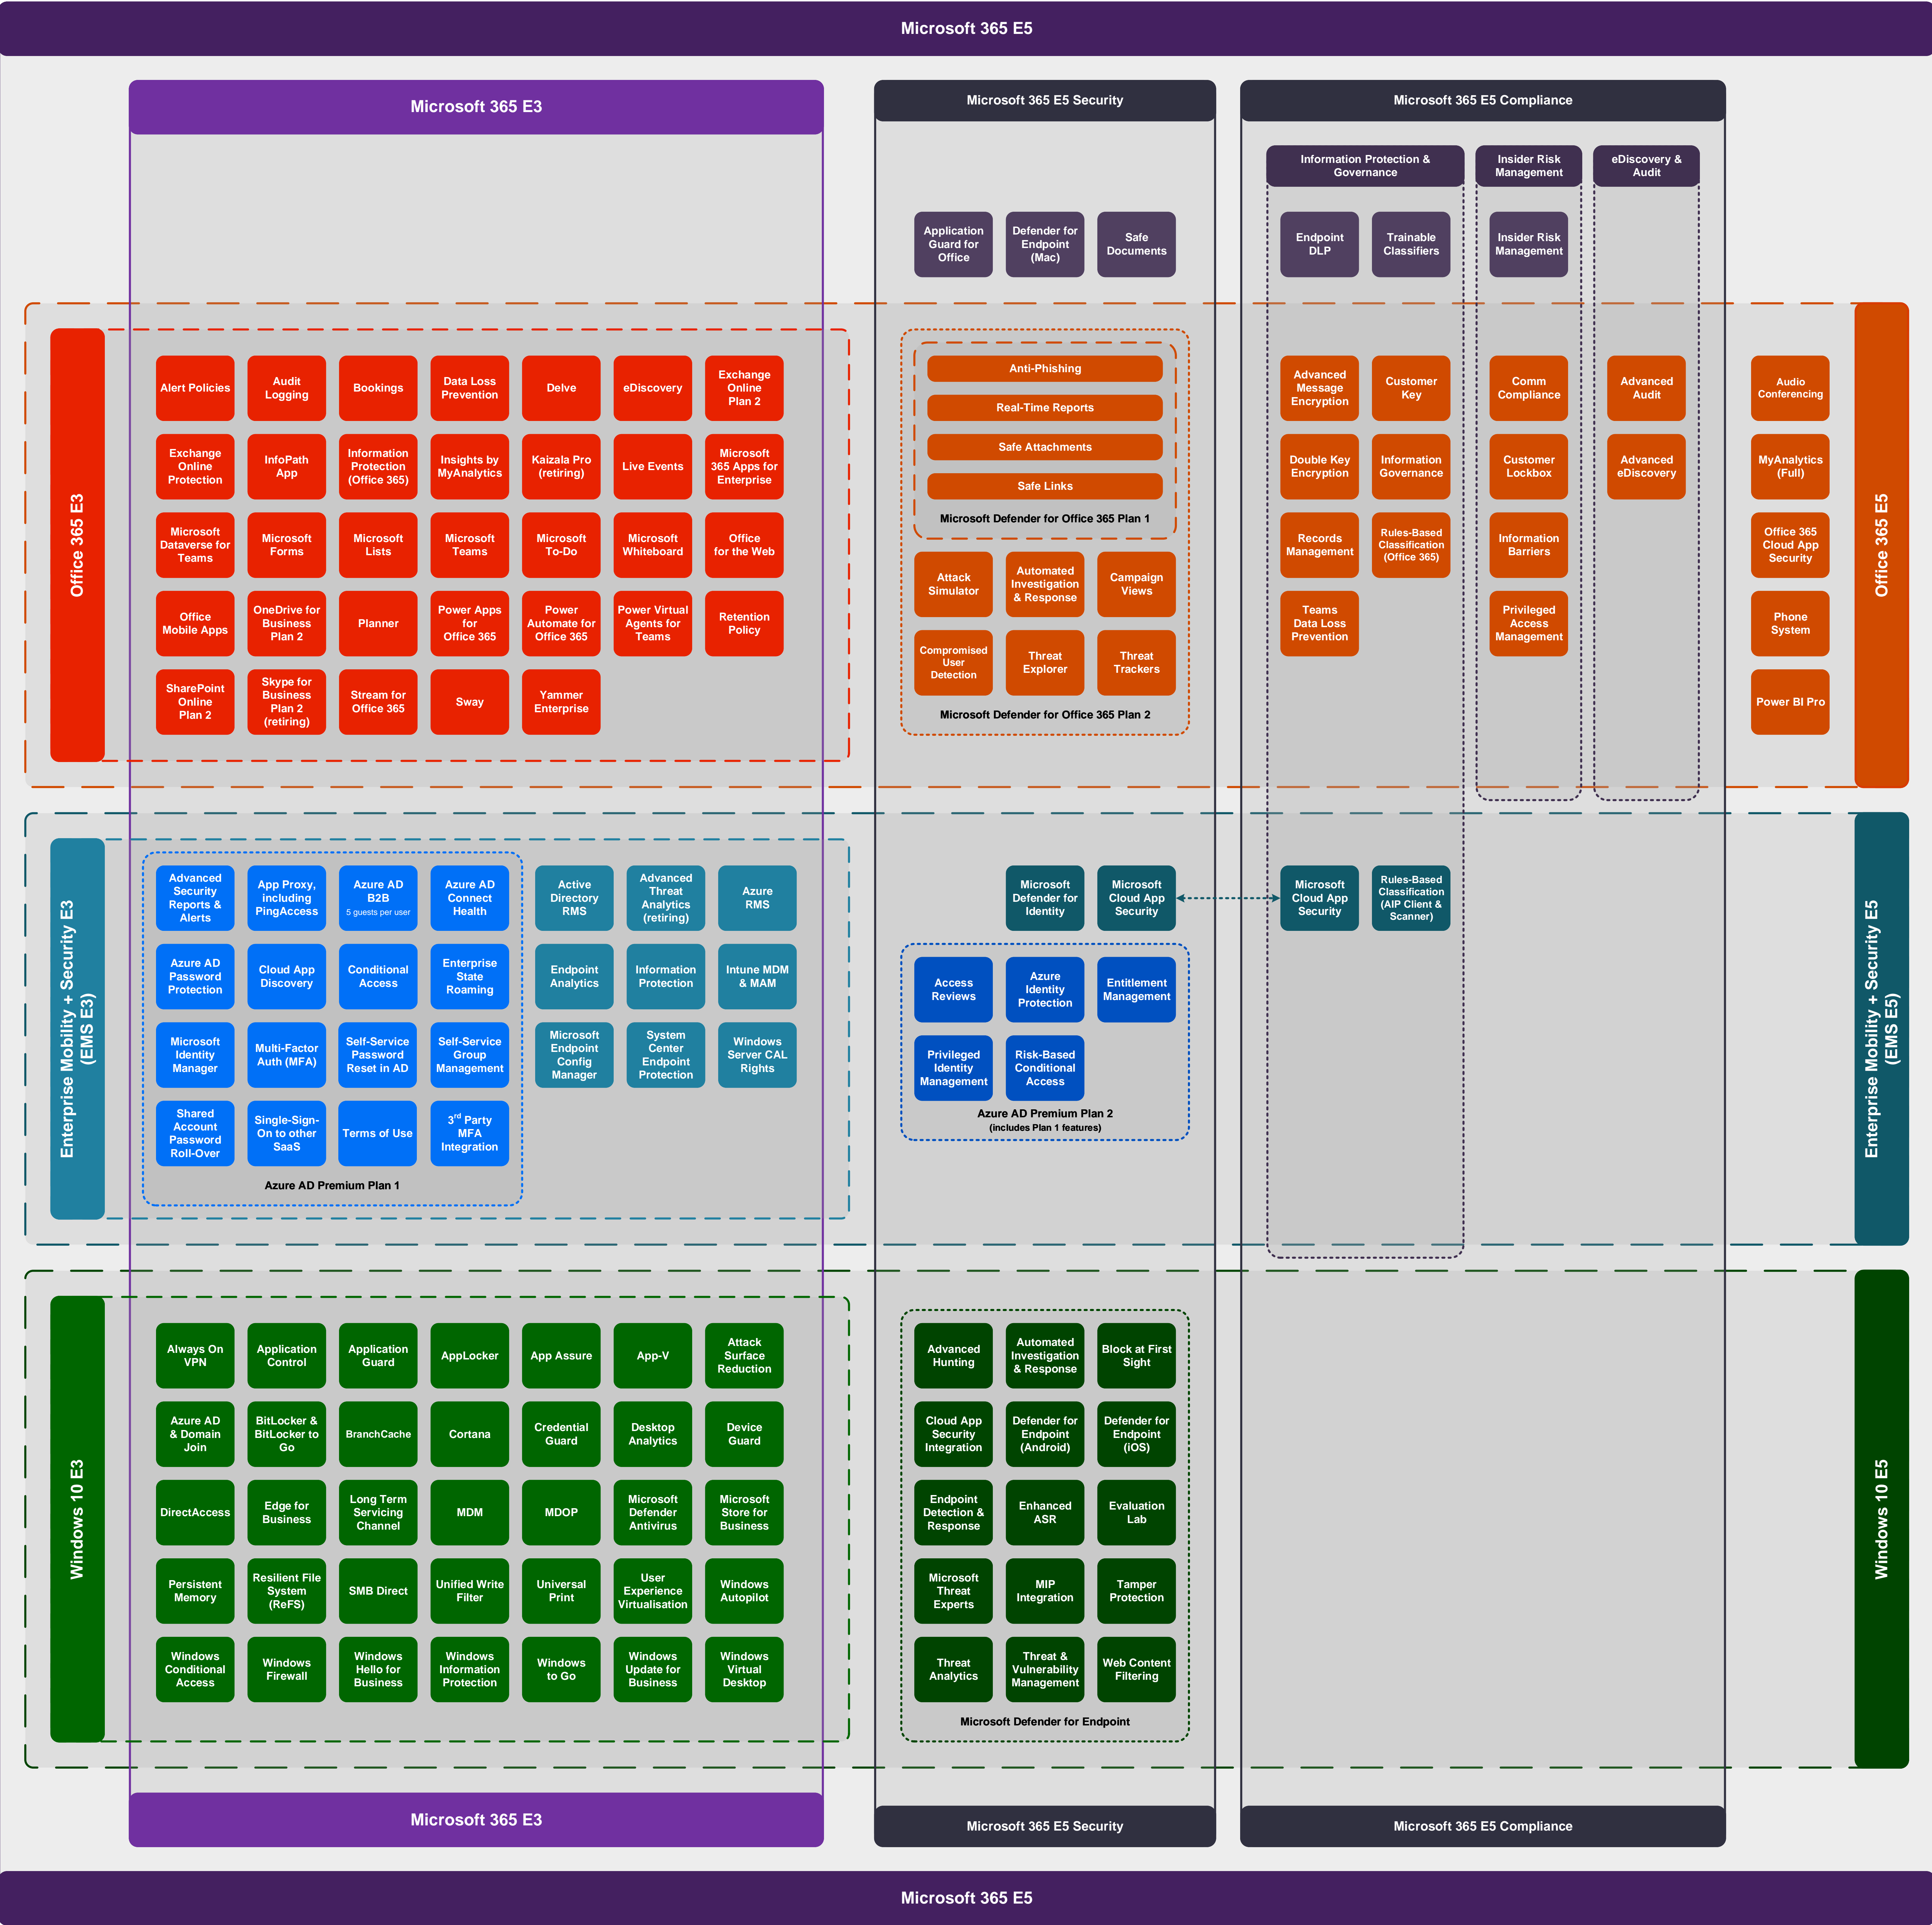 Microsoft 365 E5
Microsoft 365 E3
Microsoft 365 E5 Security
Microsoft 365 E5 Compliance
Information Protection &
Governance
Insider Risk
Management
eDiscovery &
Audit
Application
Guard for
Office
Defender for
Endpoint
(Mac)
Safe
Documents
Endpoint
DLP
Trainable
Classifiers
Insider Risk
Management
Office 365 E3
Alert Policies
Audit
Logging
Bookings
Data Loss
Prevention
Delve
eDiscovery
Exchange
Online
Plan 2
Exchange
Online
Protection
InfoPath
App
Information
Protection
(Office 365)
Insights by
MyAnalytics
Kaizala Pro
(retiring)
Live Events
Microsoft
365 Apps for
Enterprise
Microsoft
Dataverse for
Teams
Microsoft
Forms
Microsoft
Lists
Microsoft
Teams
Microsoft
To-Do
Microsoft
Whiteboard
Office
for the Web
Office
Mobile Apps
OneDrive for
Business
Plan 2
Planner
Power Apps
for
Office 365
Power
Automate for
Office 365
Power Virtual
Agents for
Teams
Retention
Policy
SharePoint
Online
Plan 2
Skype for
Business
Plan 2
(retiring)
Stream for
Office 365
Sway
Yammer
Enterprise
Anti-Phishing
Real-Time Reports
Safe Attachments
Safe Links
Microsoft Defender for Office 365 Plan 1
Attack
Simulator
Automated
Investigation
& Response
Campaign
Views
Compromised
User
Detection
Threat
Explorer
Threat
Trackers
Microsoft Defender for Office 365 Plan 2
Advanced
Message
Encryption
Customer
Key
Double Key
Encryption
Information
Governance
Records
Management
Rules-Based
Classification
(Office 365)
Teams
Data Loss
Prevention
Comm
Compliance
Customer
Lockbox
Information
Barriers
Privileged
Access
Management
Advanced
Audit
Advanced
eDiscovery
Audio
Conferencing
MyAnalytics
(Full)
Office 365
Cloud App
Security
Phone
System
Power BI Pro
Office 365 E5
Enterprise Mobility + Security E3
(EMS E3)
Advanced
Security
Reports &
Alerts
App Proxy,
including
PingAccess
Azure AD
B2B
5 guests per user
Azure AD
Connect
Health
Azure AD
Password
Protection
Cloud App
Discovery
Conditional
Access
Enterprise
State
Roaming
Microsoft
Identity
Manager
Multi-Factor
Auth (MFA)
Self-Service
Password
Reset in AD
Self-Service
Group
Management
Shared
Account
Password
Roll-Over
Single-Sign-
On to other
SaaS
Terms of Use
3rd Party
MFA
Integration
Azure AD Premium Plan 1
Active
Directory
RMS
Advanced
Threat
Analytics
(retiring)
Azure
RMS
Endpoint
Analytics
Information
Protection
Intune MDM
& MAM
Microsoft
Endpoint
Config
Manager
System
Center
Endpoint
Protection
Windows
Server CAL
Rights
Microsoft
Defender for
Identity
Microsoft
Cloud App
Security
Access
Reviews
Azure
Identity
Protection
Entitlement
Management
Privileged
Identity
Management
Risk-Based
Conditional
Access
Azure AD Premium Plan 2
(includes Plan 1 features)
Microsoft
Cloud App
Security
Rules-Based
Classification
(AIP Client &
Scanner)
Enterprise Mobility + Security E5
(EMS E5)
Windows 10 E3
Always On
VPN
Application
Control
Application
Guard
AppLocker
App Assure
App-V
Attack
Surface
Reduction
Azure AD
& Domain
Join
BitLocker &
BitLocker to
Go
BranchCache
Cortana
Credential
Guard
Desktop
Analytics
Device
Guard
DirectAccess
Edge for
Business
Long Term
Servicing
Channel
MDM
MDOP
Microsoft
Defender
Antivirus
Microsoft
Store for
Business
Persistent
Memory
Resilient File
System
(ReFS)
SMB Direct
Unified Write
Filter
Universal
Print
User
Experience
Virtualisation
Windows
Autopilot
Windows
Conditional
Access
Windows
Firewall
Windows
Hello for
Business
Windows
Information
Protection
Windows
to Go
Windows
Update for
Business
Windows
Virtual
Desktop
Advanced
Hunting
Automated
Investigation
& Response
Block at First
Sight
Cloud App
Security
Integration
Defender for
Endpoint
(Android)
Defender for
Endpoint
(iOS)
Endpoint
Detection &
Response
Enhanced
ASR
Evaluation
Lab
Microsoft
Threat
Experts
MIP
Integration
Tamper
Protection
Threat
Analytics
Threat &
Vulnerability
Management
Web Content
Filtering
Microsoft Defender for Endpoint
Windows 10 E5
Microsoft 365 E3
Microsoft 365 E5 Security
Microsoft 365 E5 Compliance
Microsoft 365 E5